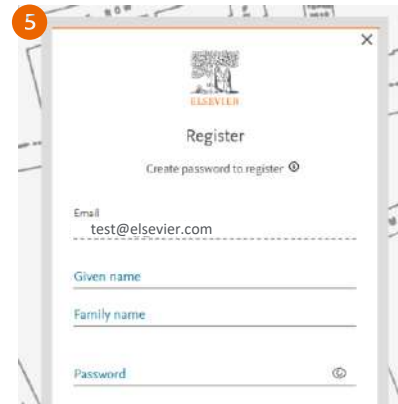 5
ELSEVIER
Register
Create password to register
Email
test@elsevier.com
Given name
Family name
Password